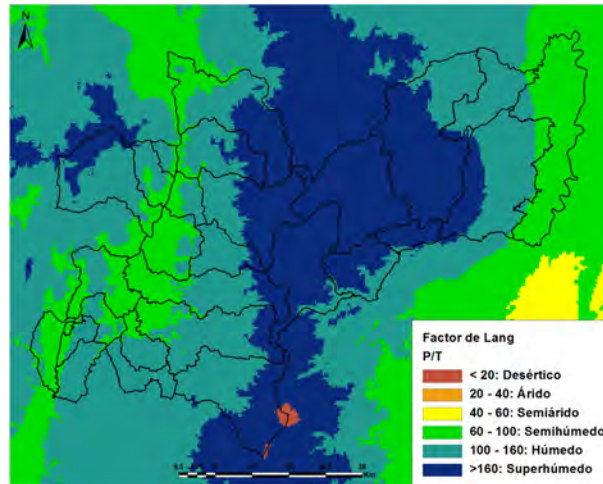 N
Factor de Lang
P/T
< 20: Desértico
20 - 40: Árido
40 - 60: Semiárido
60 - 100: Semihúmedo
100 - 160: Húmedo
>160: Superhúmedo